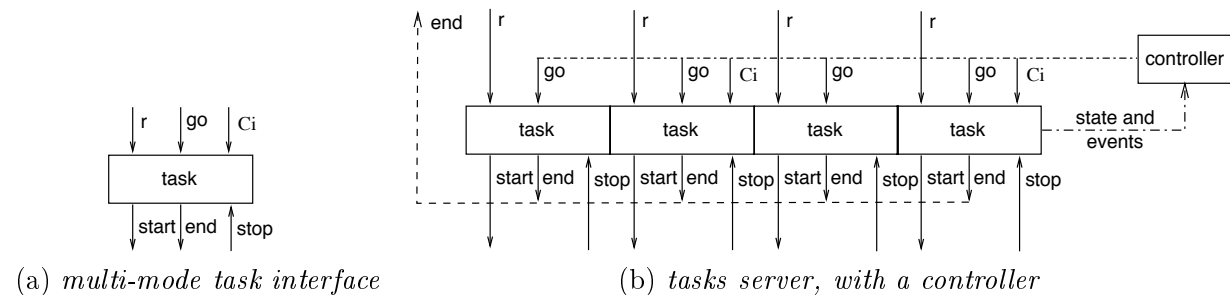 end
r
r
r
r
controller
go
go
Ci
go
go
Ci
r
go
Ci
task
task
task
task
state and
events
task
start
end
stop
start
end
stop
start
end
stop
start
end
stop
start
end
stop
(a) multi-mode task interface
(b) tasks server, with a controller